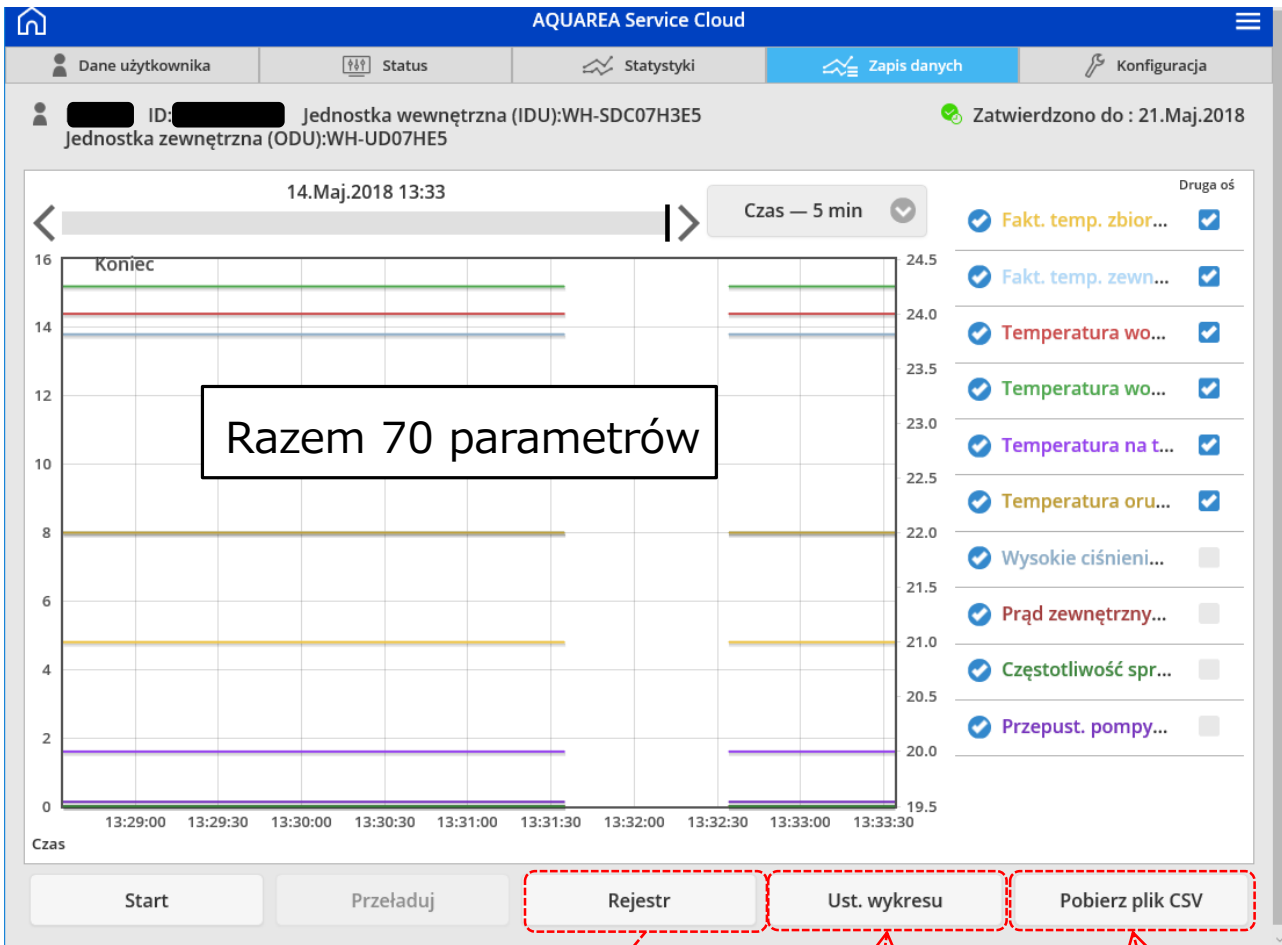 AQUAREA Service Cloud
Dane użytkownika Status Statystyki Zapis danych Konfiguracja
ID: Jednostka wewnętrzna (IDU):WH-SDC07H3E5 Zatwierdzono do : 21.Maj.2018
Jednostka zewnętrzna (ODU):WH-UD07HE5
Druga oś
14.Maj.2018 13:33 Czas — 5 min
Fakt. temp. zbior...
Fakt. temp. zewn...
Temperatura wo...
Temperatura wo...
Temperatura na t...
Temperatura oru...
Wysokie ciśnieni...
Prąd zewnętrzny...
Częstotliwość spr...
Przepust. pompy...
Koniec
16
14
12
10
8
6
4
2
0
Razem 70 parametrów
24.5
24.0
23.5
23.0
22.5
22.0
21.5
21.0
20.5
20.0
19.5
13:29:00 13:29:30 13:30:00 13:30:30 13:31:00 13:31:30 13:32:00 13:32:30 13:33:00 13:33:30
Czas
Start Przeładuj Rejestr Ust. wykresu Pobierz plik CSV